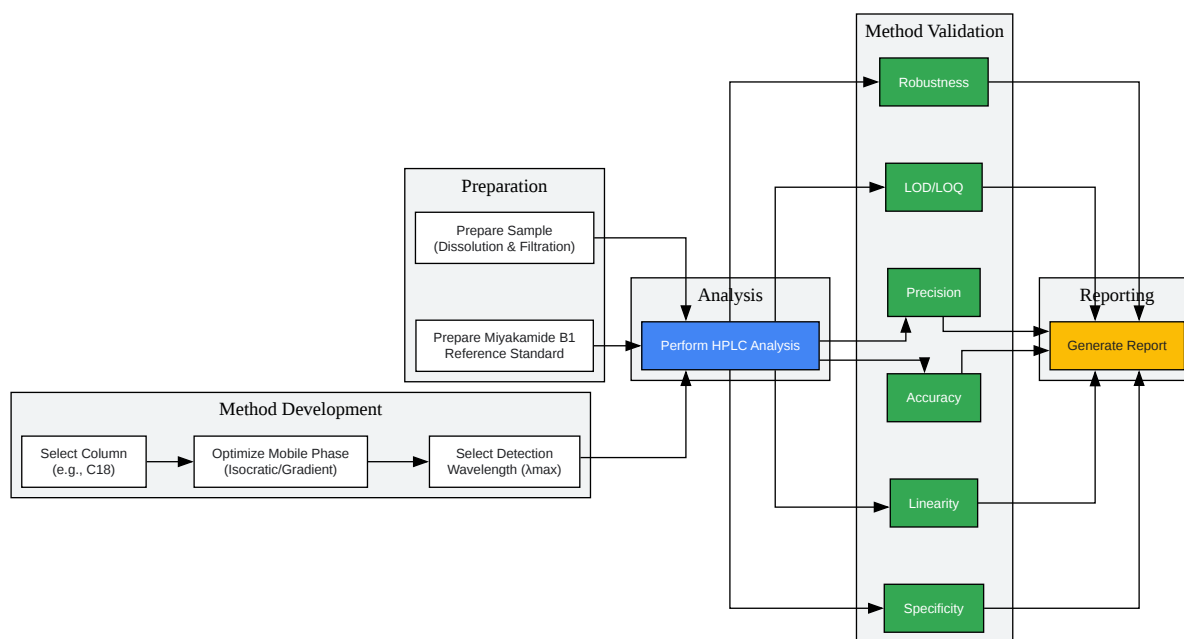 Method Validation
Robustness
LOD/LOQ
Precision
Accuracy
Linearity
Specificity
Preparation
Prepare Sample
(Dissolution & Filtration)
Prepare Miyakamide B1
Reference Standard
Analysis
Perform HPLC Analysis
Reporting
Generate Report
Method Development
Select Column
(e.g., C18)
Optimize Mobile Phase
(Isocratic/Gradient)
Select Detection
Wavelength (λmax)